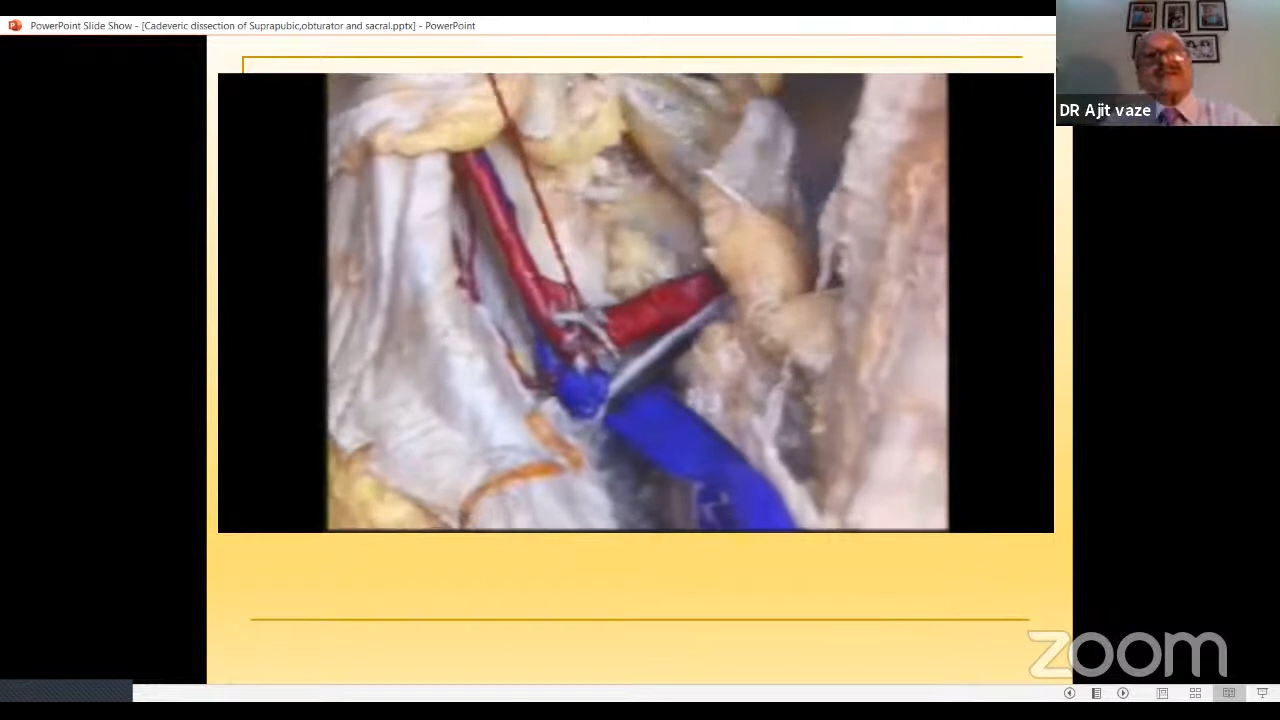 PowerPoint Slide Show - [Cadeveric dissection of Suprapubic,obturator and sacral.pptx] - PowerPoint
DR Ajit vaze
zoom